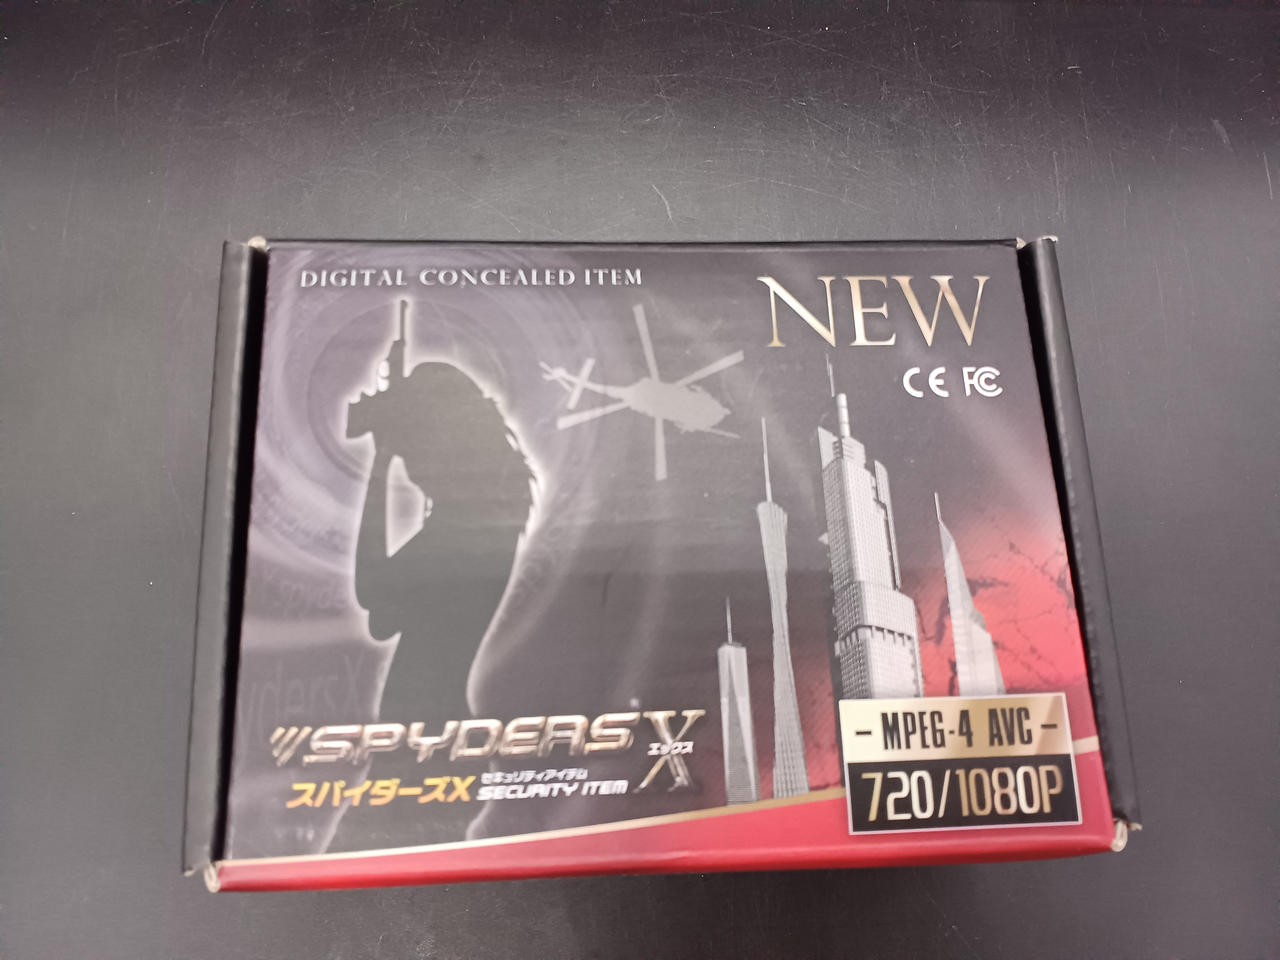 DIGITAL CONCEALED ITEM
NEW
CE FC
SPYDERS X
エックス
スパイダーズX
セキュリティアイテム
SECURITY ITEM
- MPEG-4 AVC -
720/1080P